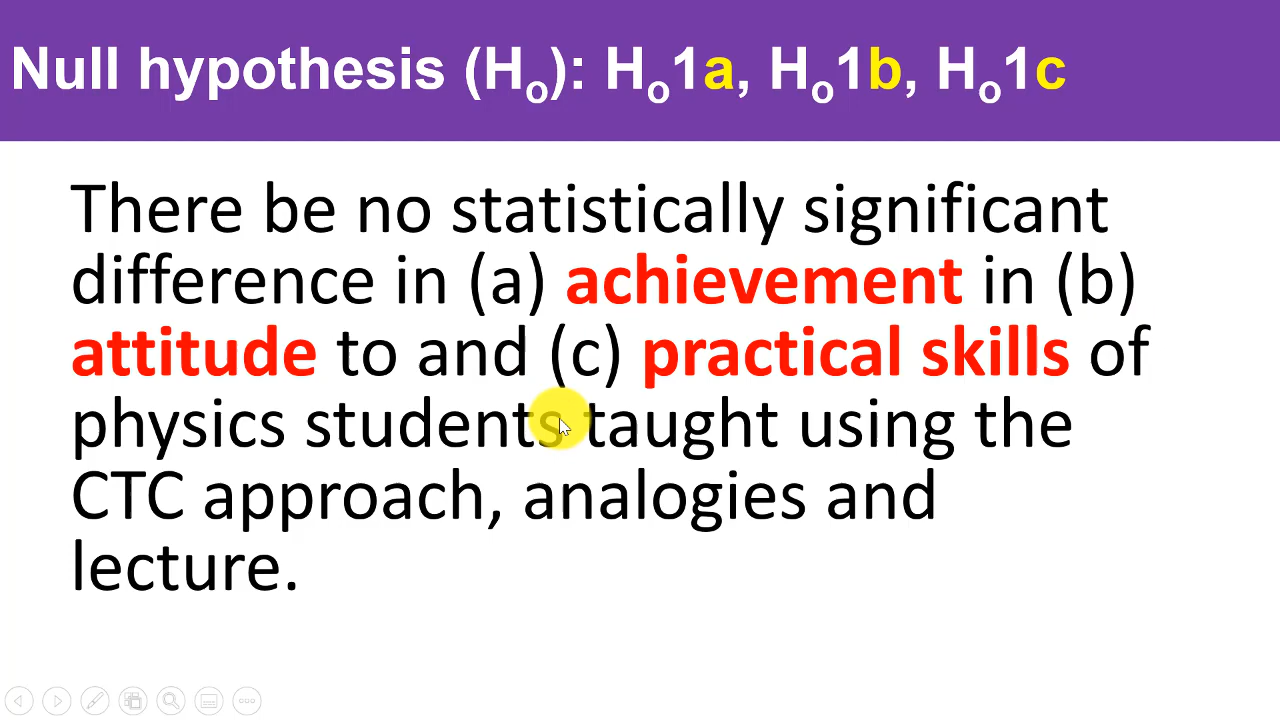 Null hypothesis (Ho): Ho1a, Ho1b, Ho1c
There be no statistically significant
difference in (a) achievement in (b)
attitude to and (c) practical skills of
physics students taught using the
CTC approach, analogies and
lecture.